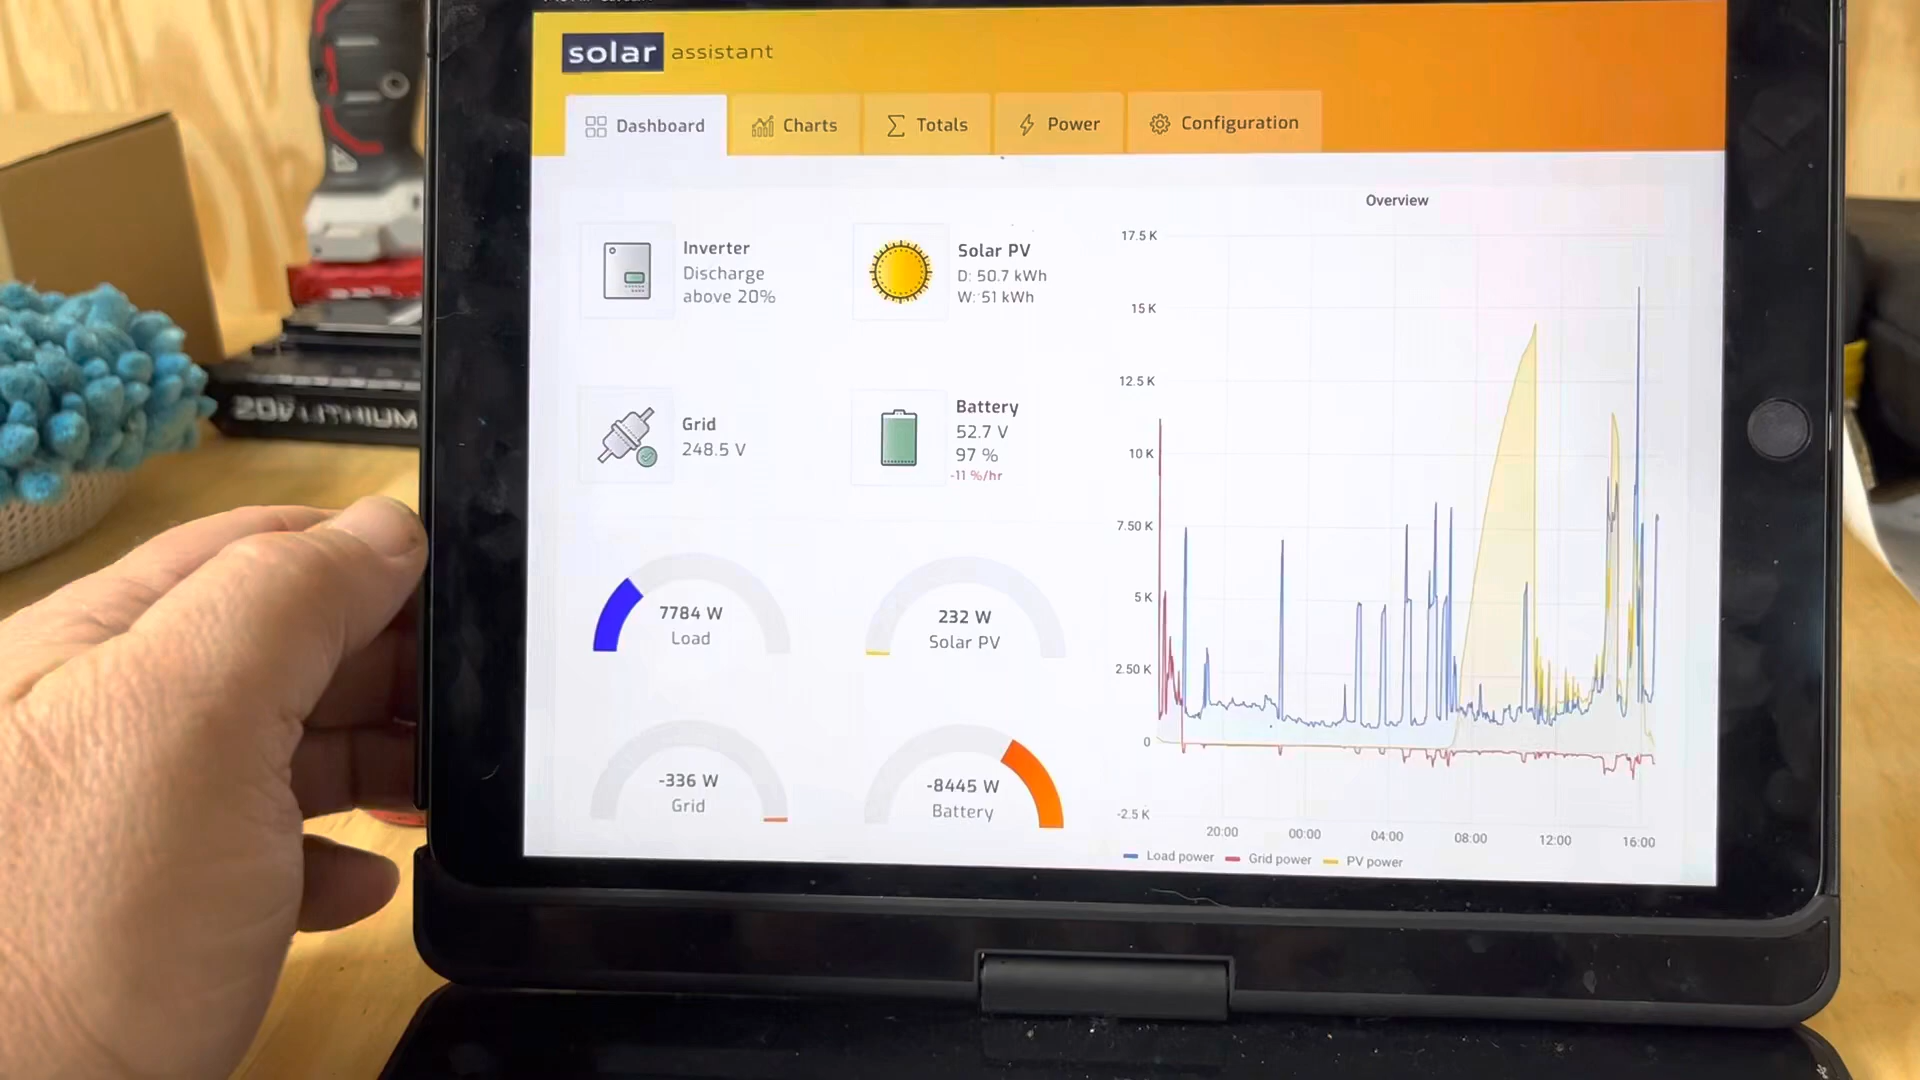 solar assistant
Dashboard
Charts
Totals
Power
Configuration
Inverter
Discharge
above 20%
Solar PV
D: 50.7 kWh
W: 51 kWh
Grid
248.5 V
Battery
52.7 V
97 %
-11 %/hr
7784 W
Load
232 W
Solar PV
-336 W
Grid
-8445 W
Battery
Overview
17.5 K
15 K
12.5 K
10 K
7.50 K
5 K
2.50 K
0
-2.5 K
20:00 00:00 04:00 08:00 12:00 16:00
Load power Grid power PV power
20V LITHIUM